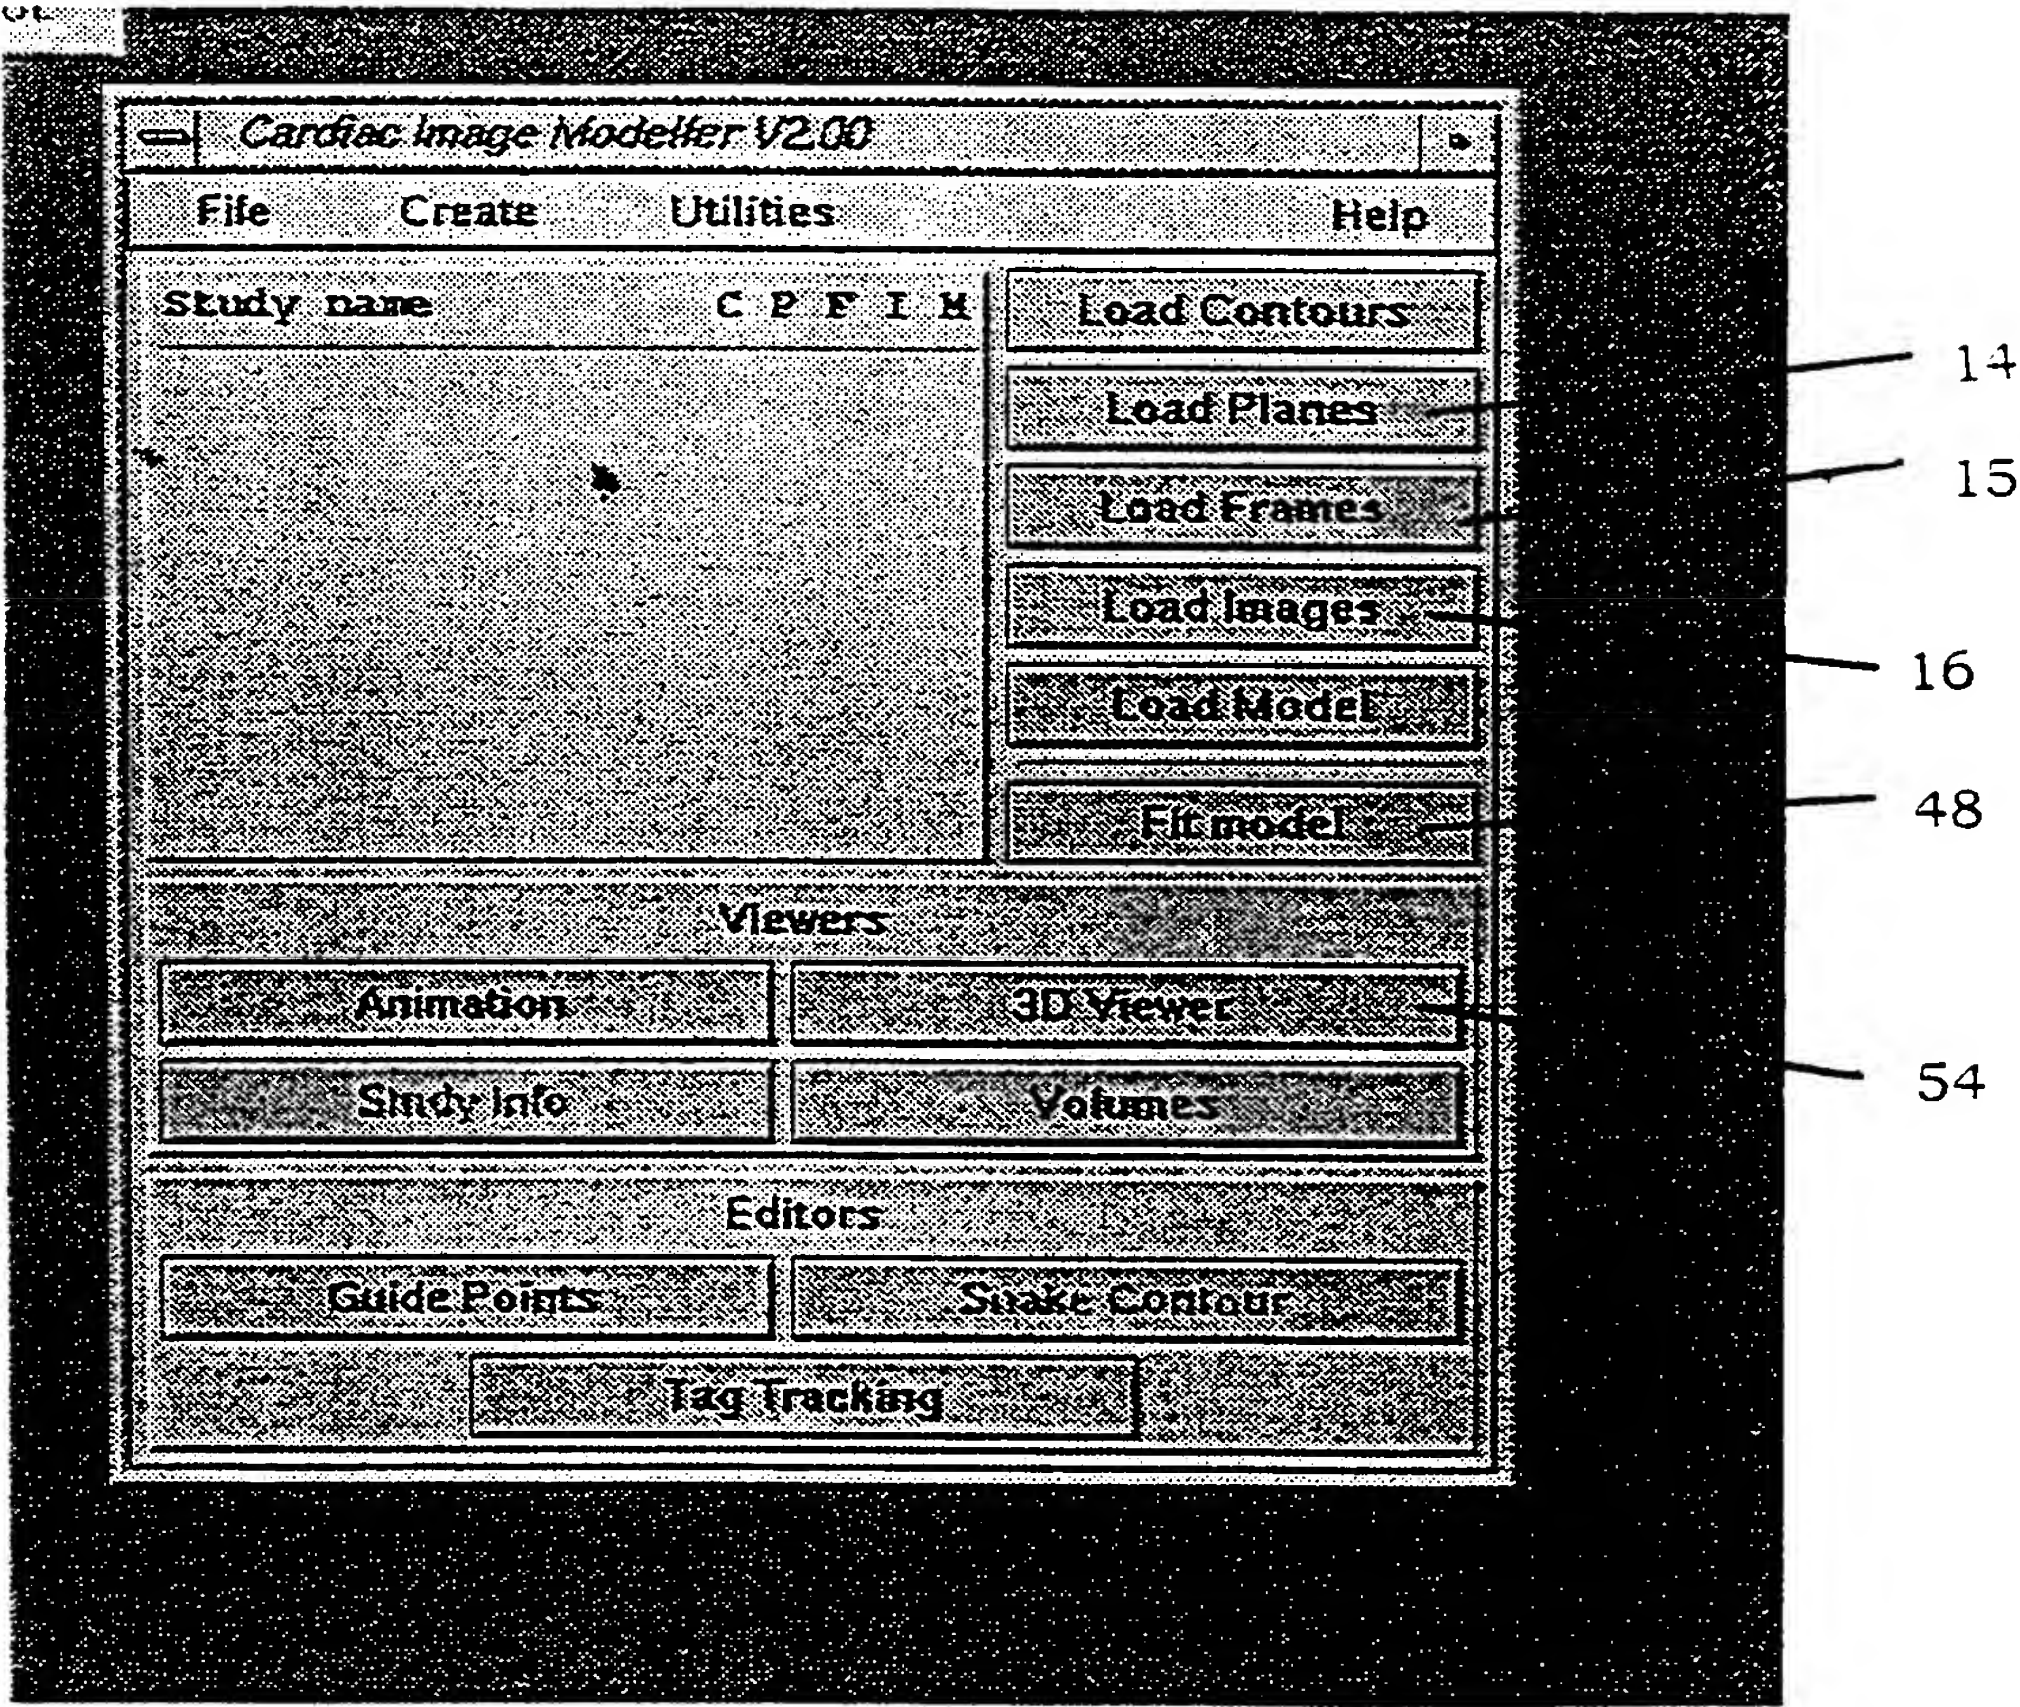 Cardiac Image Modeller V2.00
File Create Utilities Help
Study name C P F I M
Load Contours
14
Load Planes
15
Load Frames
Load Images
16
Load Model
48
Fit model
Viewers
Animation 3D Viewer
54
Study Info Volumes
Editors
Guide Points Snake Contour
Tag Tracking